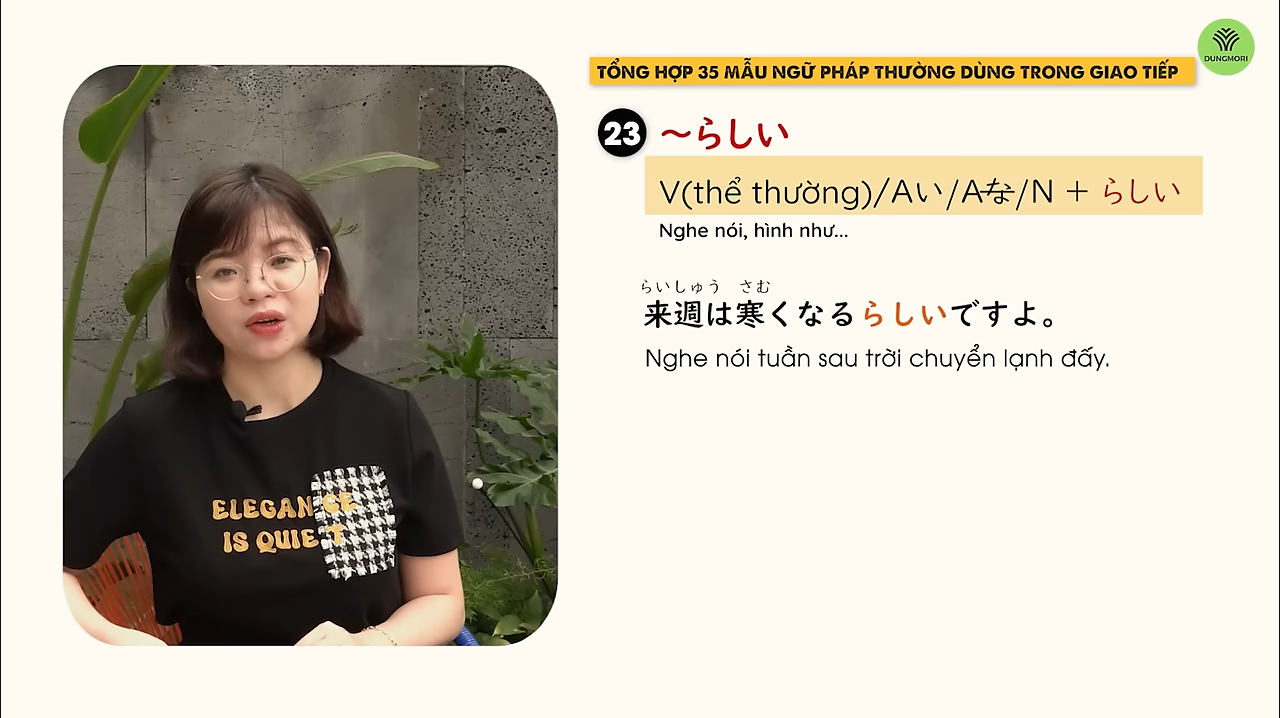 DUNGMORI
TỔNG HỢP 35 MẪU NGỮ PHÁP THƯỜNG DÙNG TRONG GIAO TIẾP
23 ～らしい
V(thể thường)/Aい/Aな/N + らしい
Nghe nói, hình như...
らいしゅう さむ
来週は寒くなるらしいですよ。
Nghe nói tuần sau trời chuyển lạnh đấy.
ELEGANCE
IS QUIET